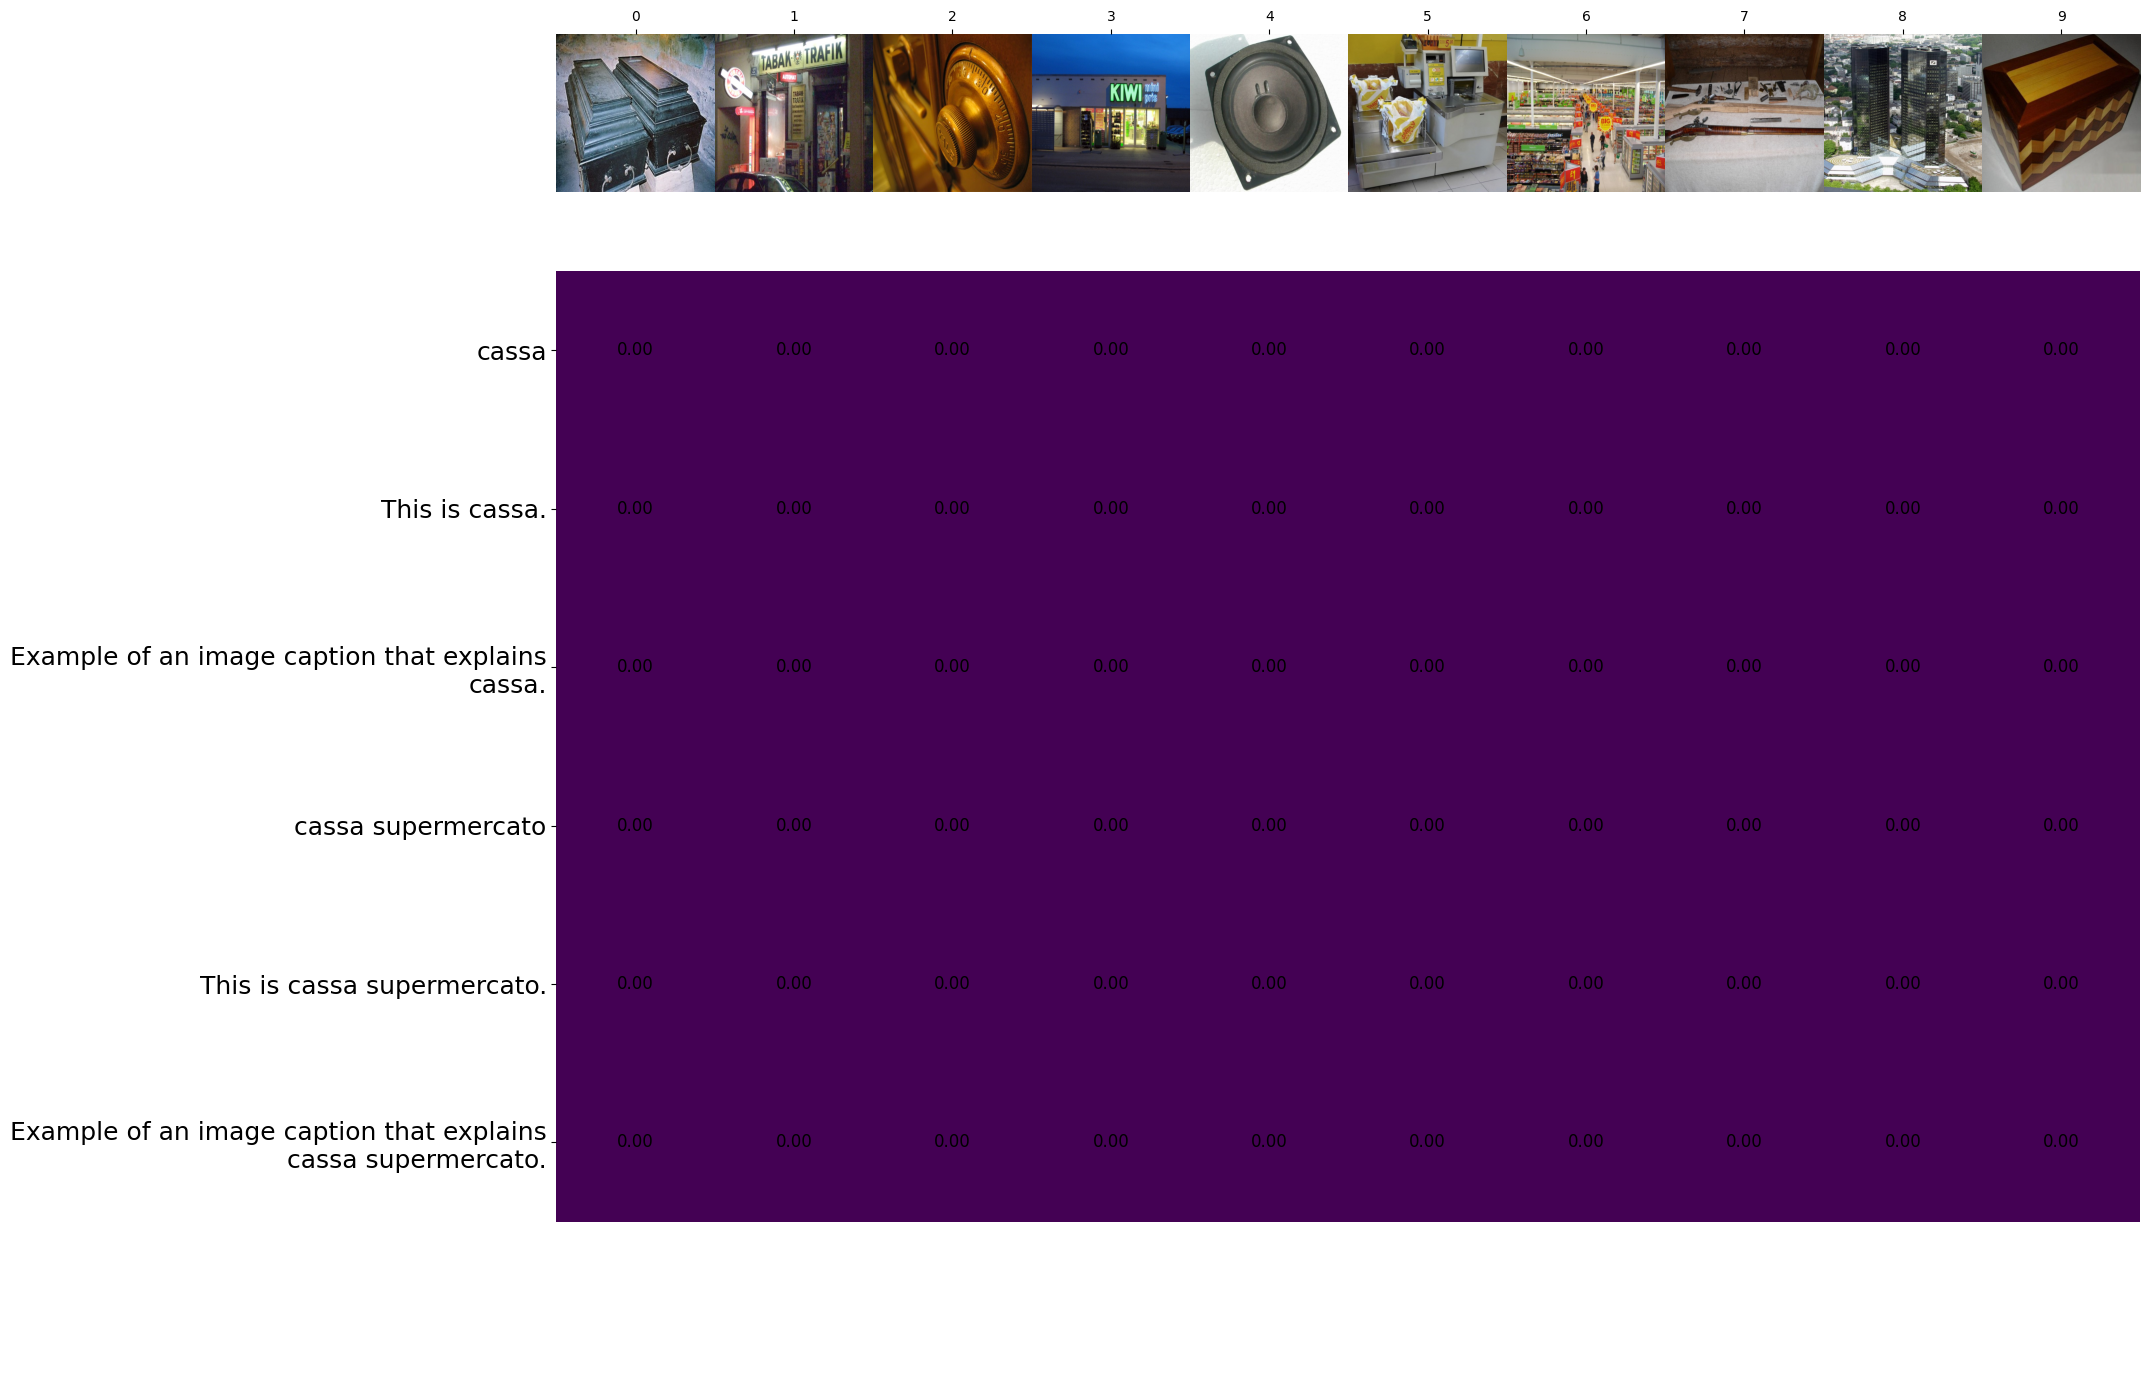 0 1 2 3 4 5 6 7 8 9
TABAK TRAFIK
KIWI
BIG
cassa 0.00 0.00 0.00 0.00 0.00 0.00 0.00 0.00 0.00 0.00
This is cassa. 0.00 0.00 0.00 0.00 0.00 0.00 0.00 0.00 0.00 0.00
Example of an image caption that explains
cassa. 0.00 0.00 0.00 0.00 0.00 0.00 0.00 0.00 0.00 0.00
cassa supermercato 0.00 0.00 0.00 0.00 0.00 0.00 0.00 0.00 0.00 0.00
This is cassa supermercato. 0.00 0.00 0.00 0.00 0.00 0.00 0.00 0.00 0.00 0.00
Example of an image caption that explains
cassa supermercato. 0.00 0.00 0.00 0.00 0.00 0.00 0.00 0.00 0.00 0.00